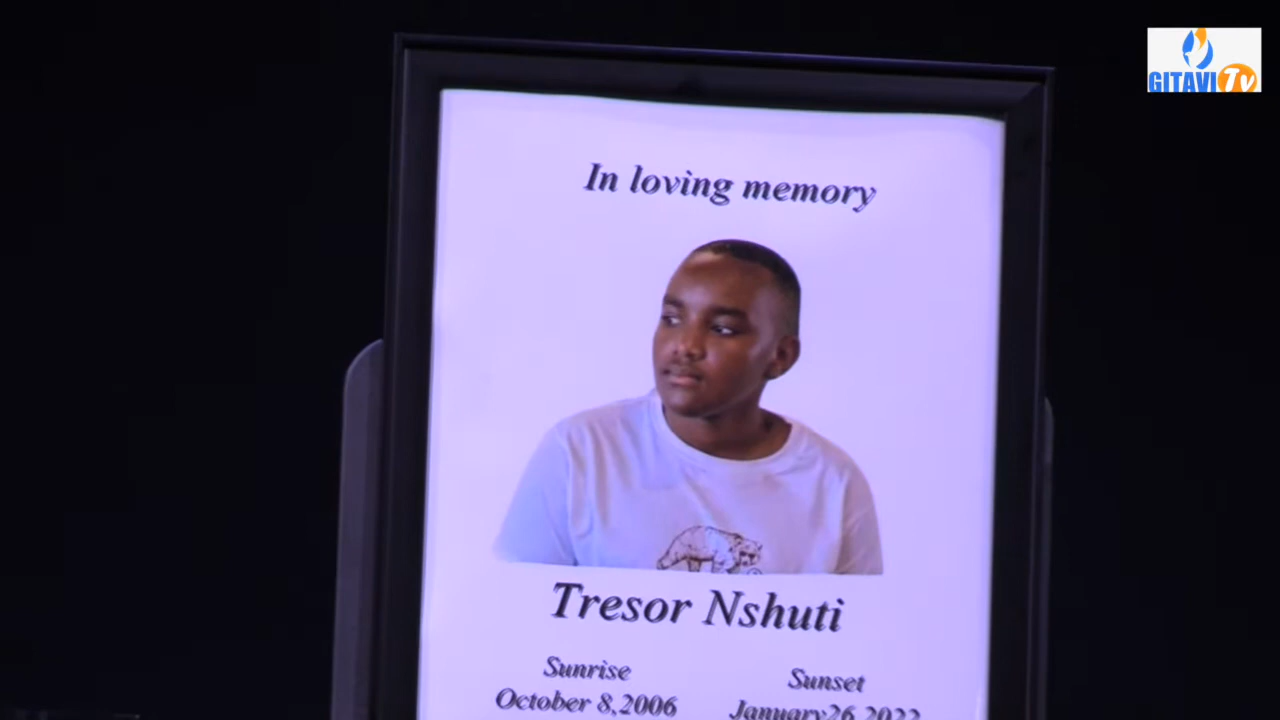 GITAVI Tv
In loving memory
Tresor Nshuti
Sunrise
Sunset
October 8,2006
January26,2022